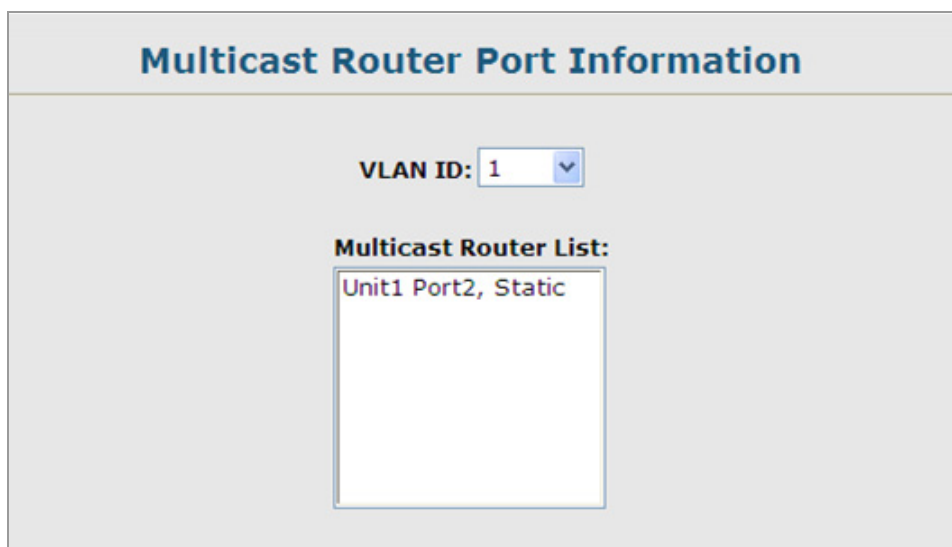 Multicast Router Port Information
VLAN ID: 1
Multicast Router List:
Unit1 Port2, Static